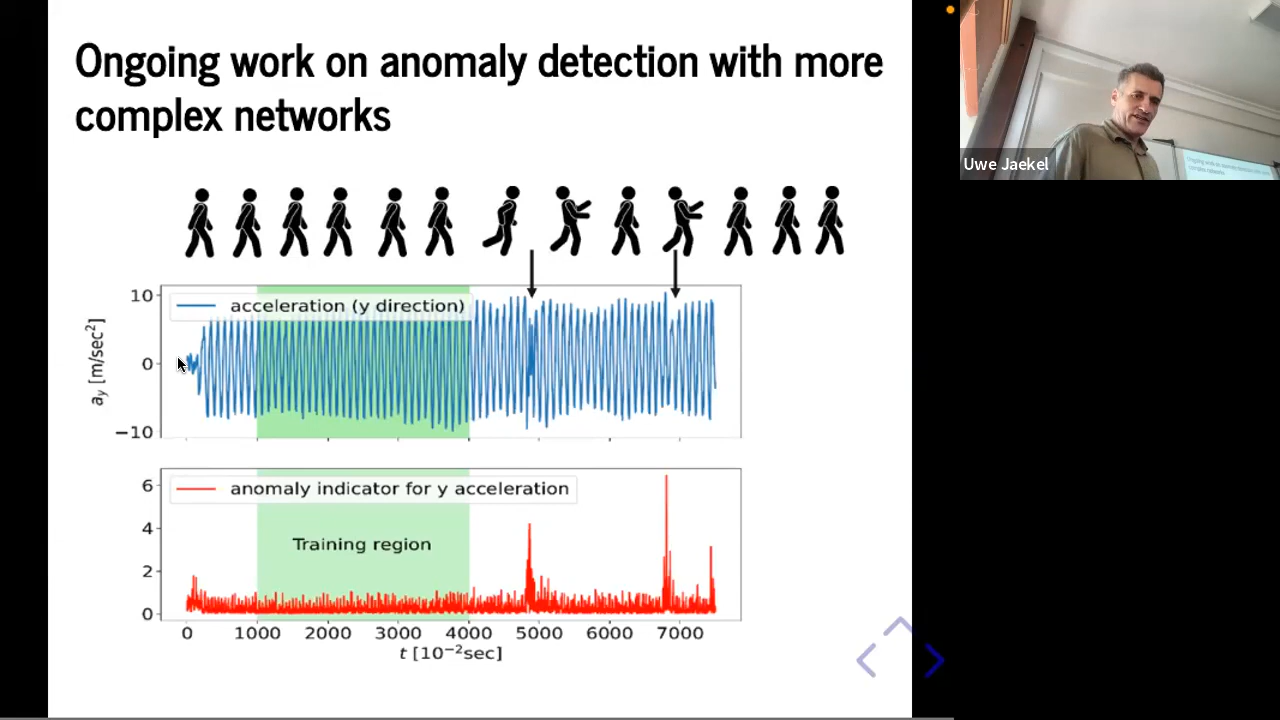 Ongoing work on anomaly detection with more
complex networks
Uwe Jaekel
acceleration (y direction)
10
0
−10
a_y [m/sec²]
anomaly indicator for y acceleration
Training region
6
4
2
0
0 1000 2000 3000 4000 5000 6000 7000
t [10⁻²sec]